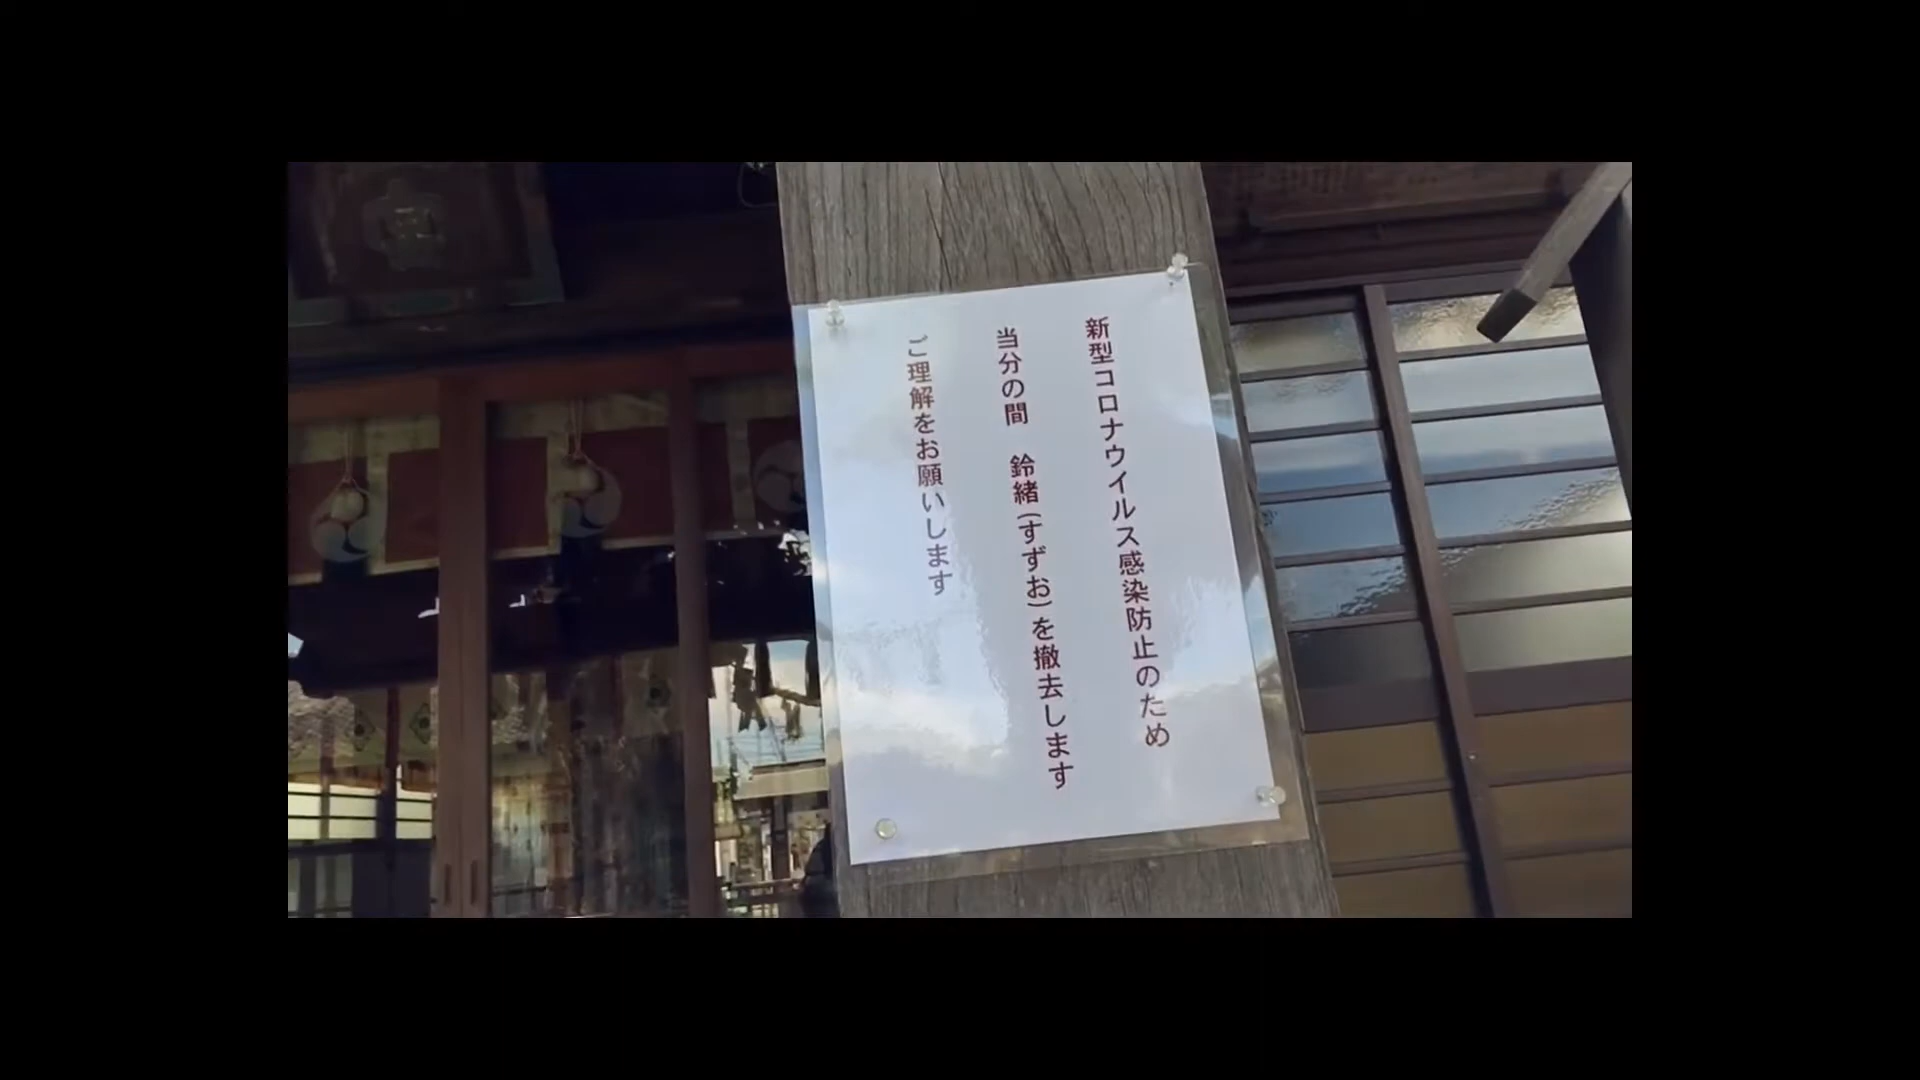 新型コロナウイルス感染防止のため
当分の間　鈴緒(すずお)を撤去します
ご理解をお願いします